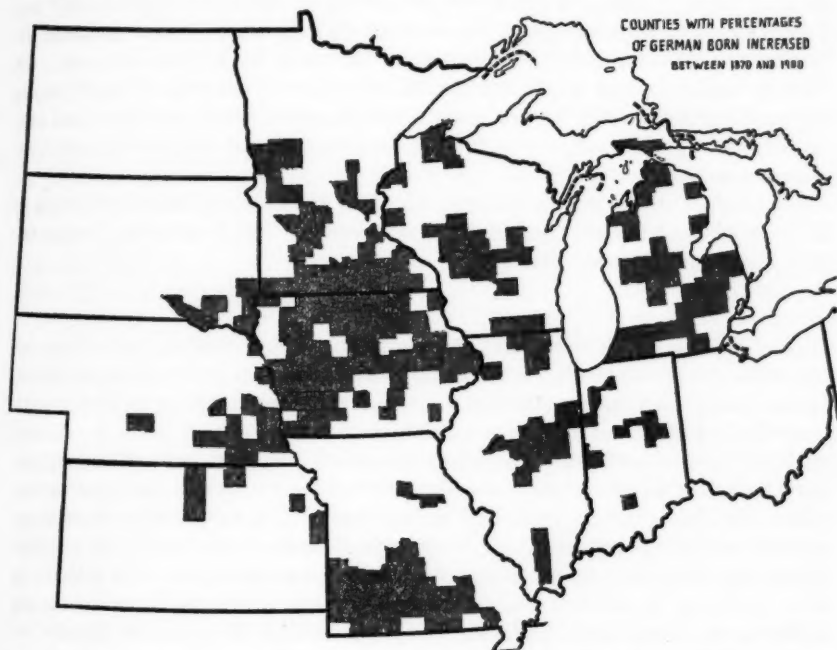 COUNTIES WITH PERCENTAGES
OF GERMAN BORN INCREASED
BETWEEN 1870 AND 1900